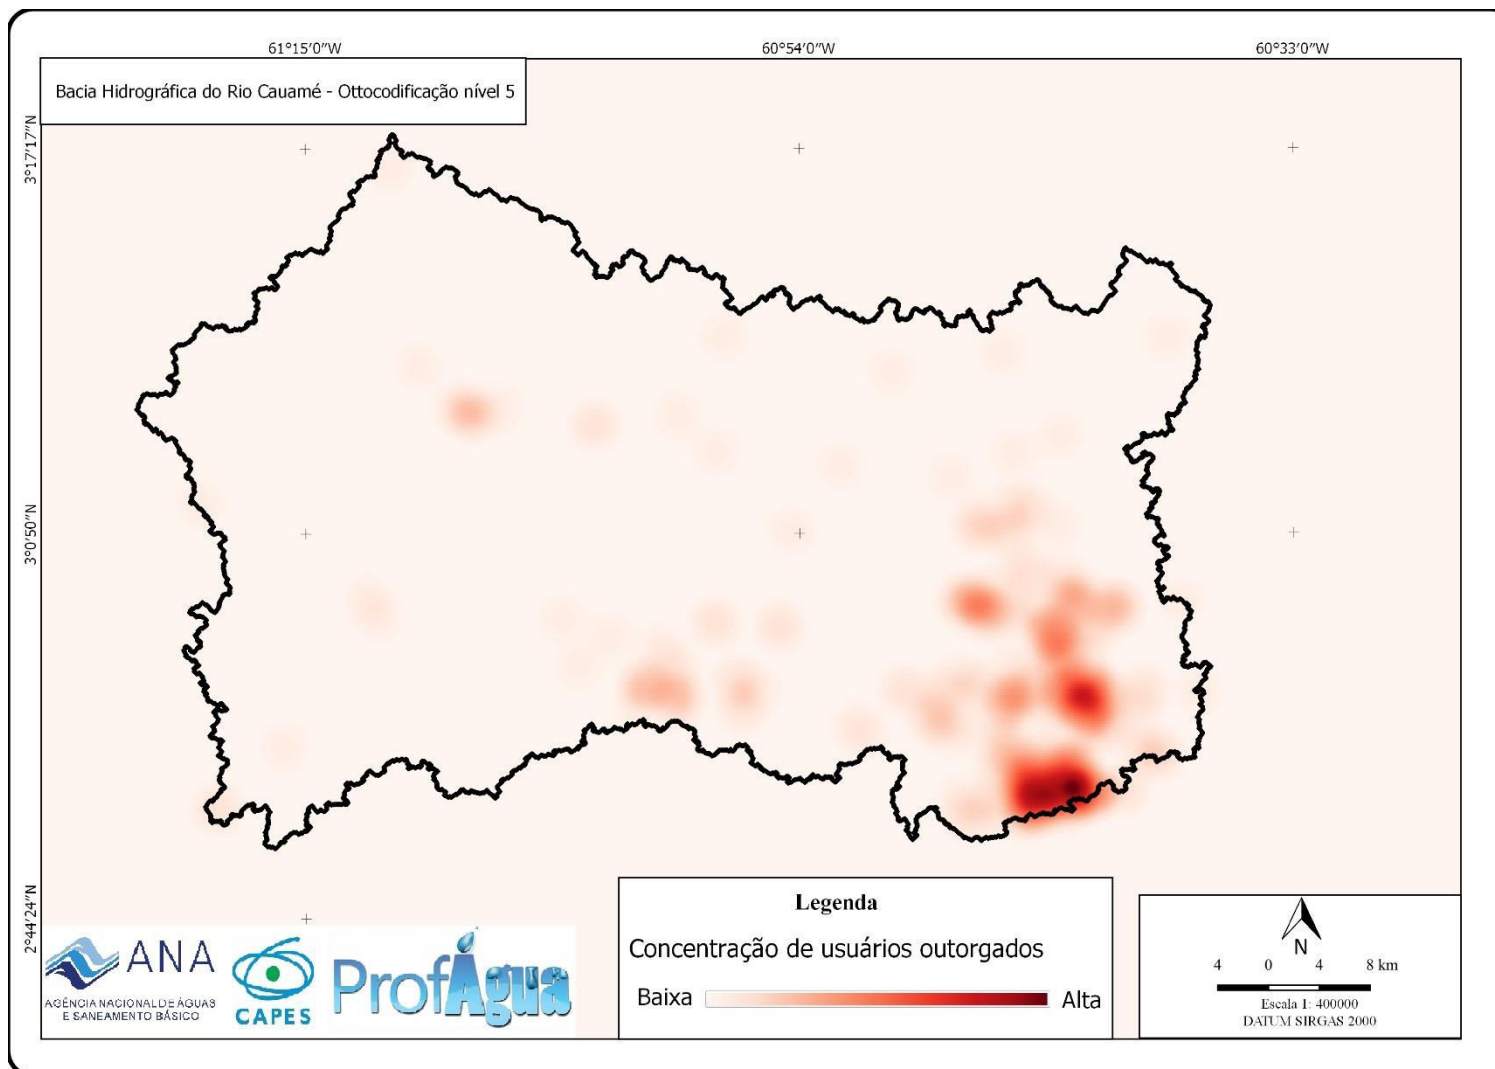 61°15′0″W 60°54′0″W 60°33′0″W
Bacia Hidrográfica do Rio Cauamé - Ottocodificação nível 5
3°17′17″N
3°0′50″N
2°44′24″N
Legenda
Concentração de usuários outorgados
Baixa Alta
ANA
AGÊNCIA NACIONAL DE ÁGUAS
E SANEAMENTO BÁSICO
CAPES
ProfÁgua
N
4 0 4 8 km
Escala 1: 400000
DATUM SIRGAS 2000